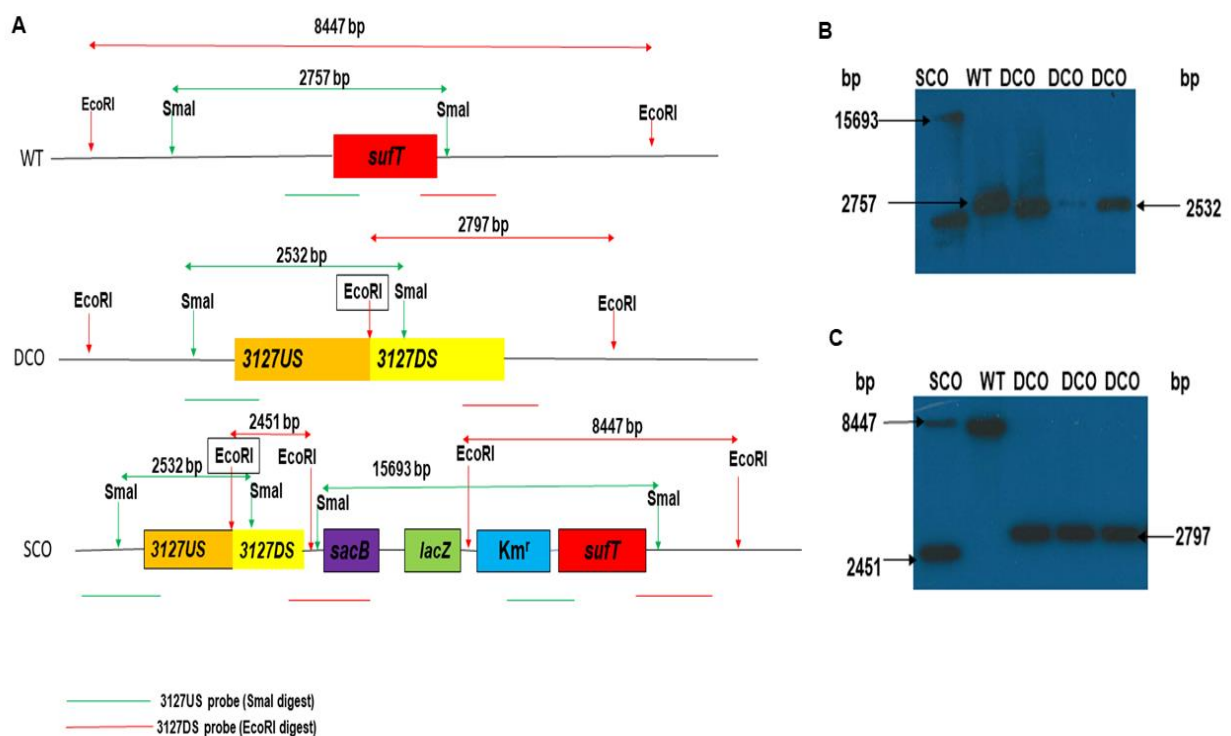 A
8447 bp
2757 bp
EcoRI
SmaI
SmaI
EcoRI
WT
sufT
2797 bp
2532 bp
EcoRI
SmaI
EcoRI
SmaI
EcoRI
DCO
3127US
3127DS
2451 bp
8447 bp
EcoRI
EcoRI
EcoRI
EcoRI
2532 bp
15693 bp
SmaI
SmaI
SmaI
SmaI
SCO
3127US
3127DS
sacB
lacZ
Kmʳ
sufT
3127US probe (SmaI digest)
3127DS probe (EcoRI digest)
B
bp
SCO WT DCO DCO DCO
bp
15693
2757
2532
C
bp
SCO WT DCO DCO DCO
bp
8447
2797
2451